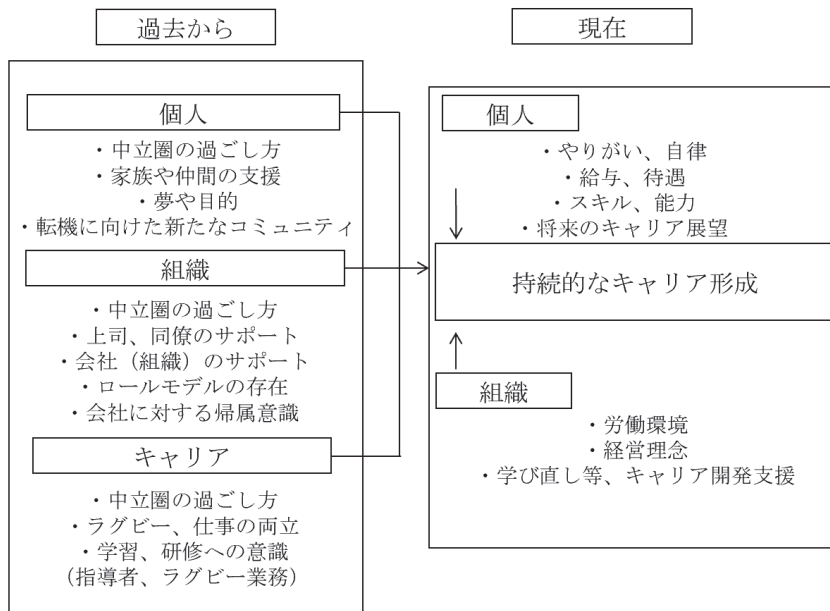 過去から
個人
・中立圏の過ごし方
・家族や仲間の支援
・夢や目的
・転機に向けた新たなコミュニティ
組織
・中立圏の過ごし方
・上司、同僚のサポート
・会社（組織）のサポート
・ロールモデルの存在
・会社に対する帰属意識
キャリア
・中立圏の過ごし方
・ラグビー、仕事の両立
・学習、研修への意識
（指導者、ラグビー業務）
現在
個人
・やりがい、自律
・給与、待遇
・スキル、能力
・将来のキャリア展望
持続的なキャリア形成
組織
・労働環境
・経営理念
・学び直し等、キャリア開発支援